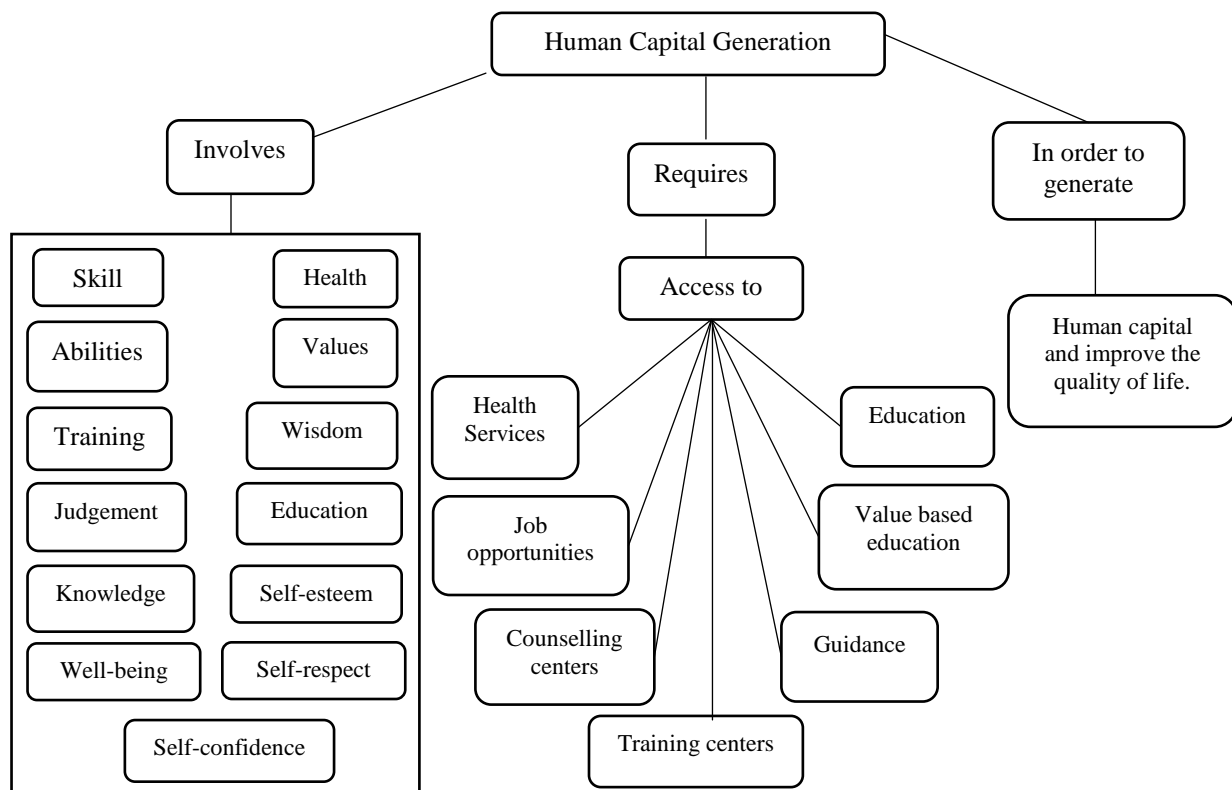 Human Capital Generation
Involves
Requires
In order to
generate
Access to
Skill
Health
Abilities
Values
Training
Wisdom
Judgement
Education
Knowledge
Self-esteem
Well-being
Self-respect
Self-confidence
Health
Services
Job
opportunities
Counselling
centers
Training centers
Guidance
Value based
education
Education
Human capital
and improve the
quality of life.